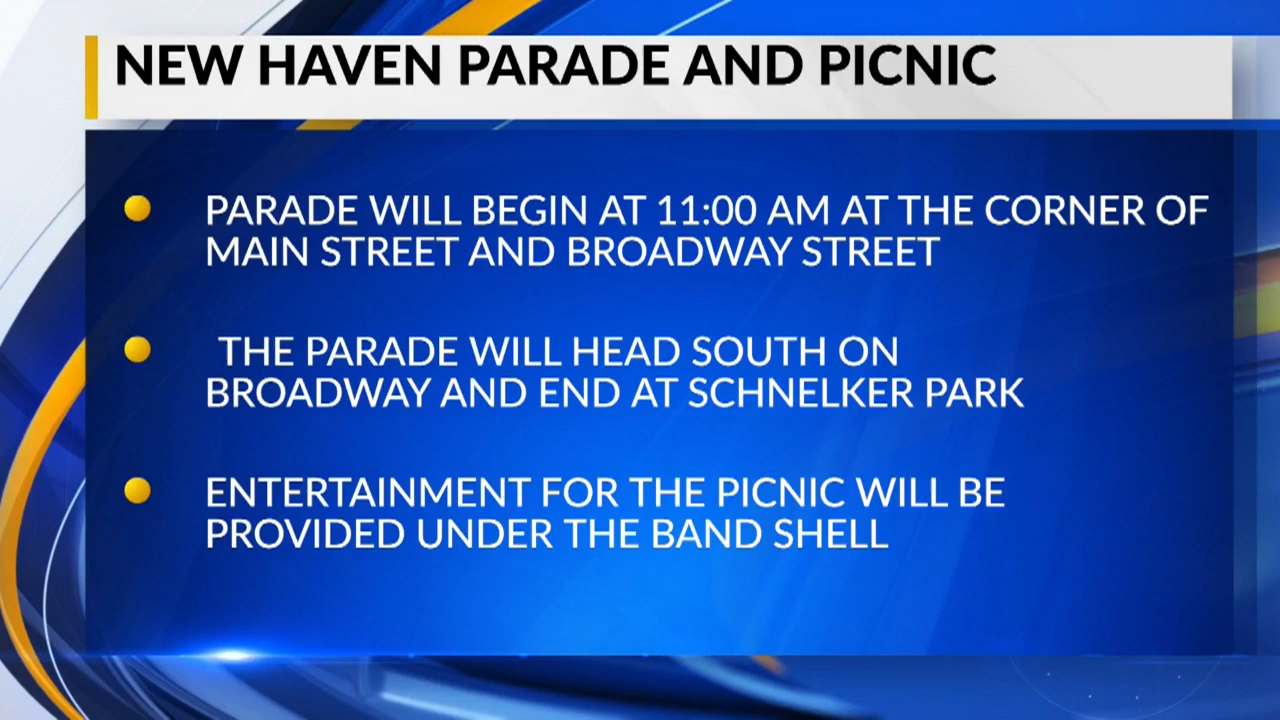 NEW HAVEN PARADE AND PICNIC
PARADE WILL BEGIN AT 11:00 AM AT THE CORNER OF
MAIN STREET AND BROADWAY STREET
THE PARADE WILL HEAD SOUTH ON
BROADWAY AND END AT SCHNELKER PARK
ENTERTAINMENT FOR THE PICNIC WILL BE
PROVIDED UNDER THE BAND SHELL